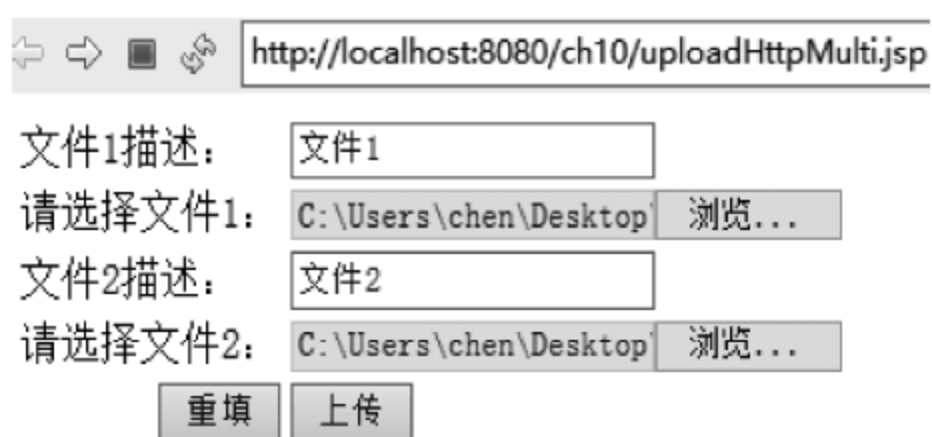 http://localhost:8080/ch10/uploadHttpMulti.jsp
文件1描述: 文件1
请选择文件1: C:\Users\chen\Desktop\ 浏览...
文件2描述: 文件2
请选择文件2: C:\Users\chen\Desktop\ 浏览...
重填 上传